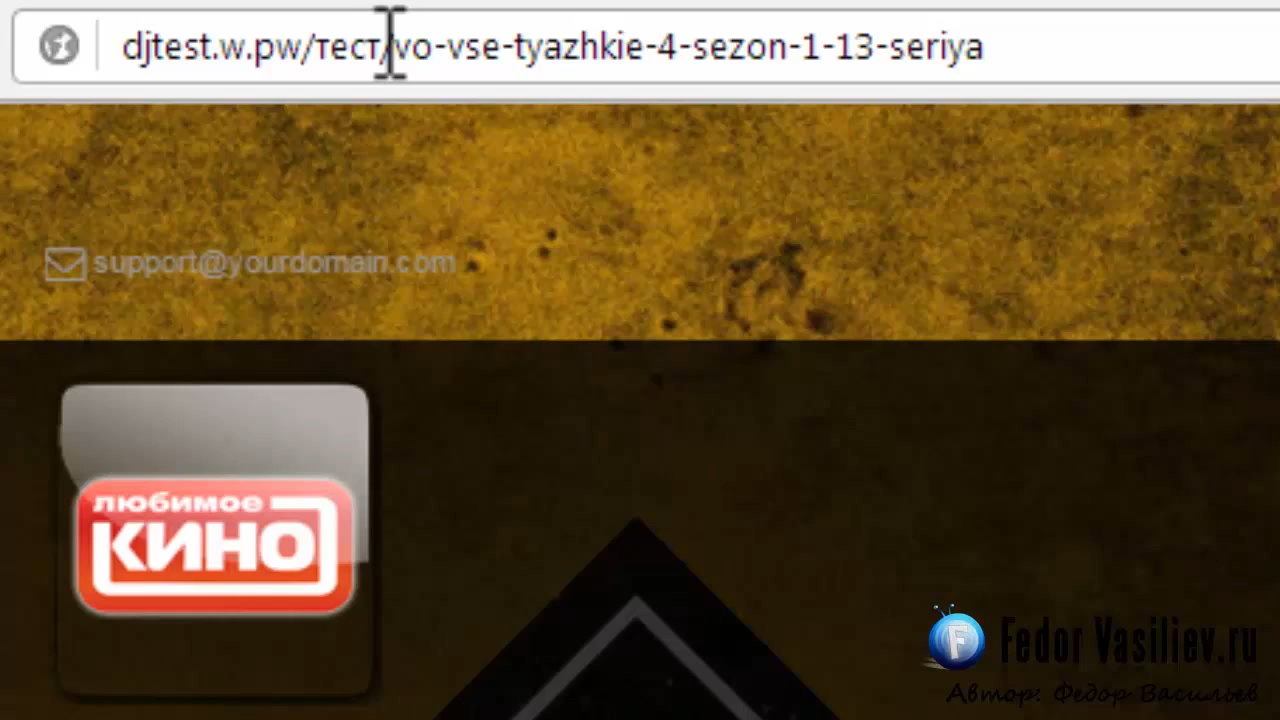 djtest.w.pw/тест/vo-vse-tyazhkie-4-sezon-1-13-seriya
support@yourdomain.com
любимое
КИНО
F
Fedor Vasiliev.ru
Автор: Федор Васильев